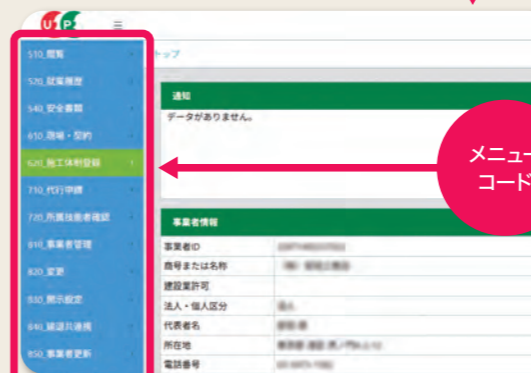 トップ
510_閲覧
520_就業履歴
540_安全書類
610_現場・契約
620_施工体制登録
710_代行申請
720_所属技能者確認
810_事業者管理
820_変更
830_開示設定
840_建退共連携
850_事業者更新
通知
データがありません。
メニュー
コード
事業者情報
事業者ID
商号または名称
建設業許可
法人・個人区分
代表者名
所在地
電話番号